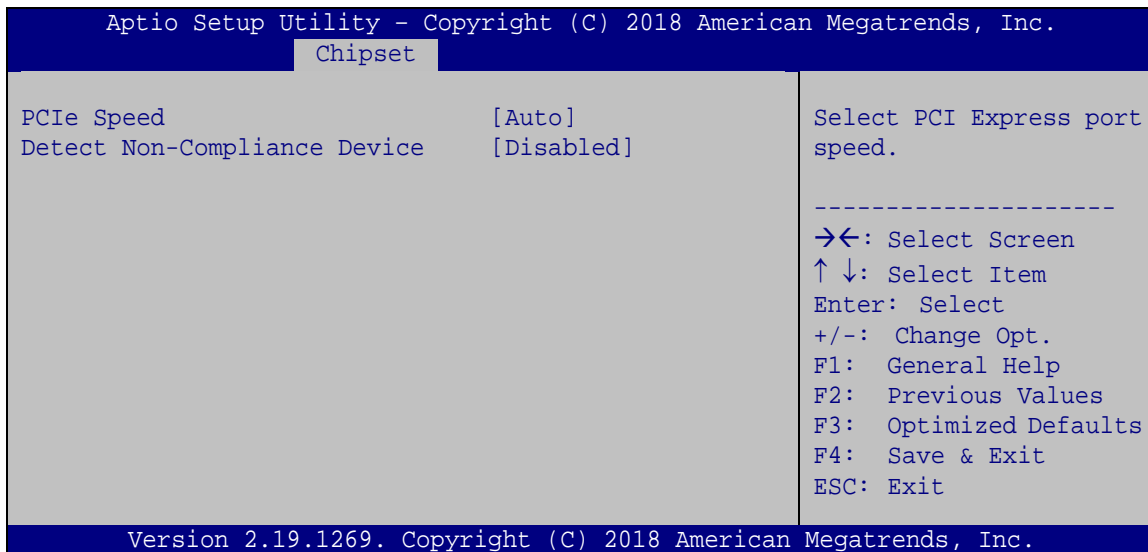 Aptio Setup Utility – Copyright (C) 2018 American Megatrends, Inc.
Chipset
PCIe Speed [Auto]
Detect Non-Compliance Device [Disabled]
Select PCI Express port
speed.
---------------------
→←: Select Screen
↑ ↓: Select Item
Enter: Select
+/-: Change Opt.
F1: General Help
F2: Previous Values
F3: Optimized Defaults
F4: Save & Exit
ESC: Exit
Version 2.19.1269. Copyright (C) 2018 American Megatrends, Inc.